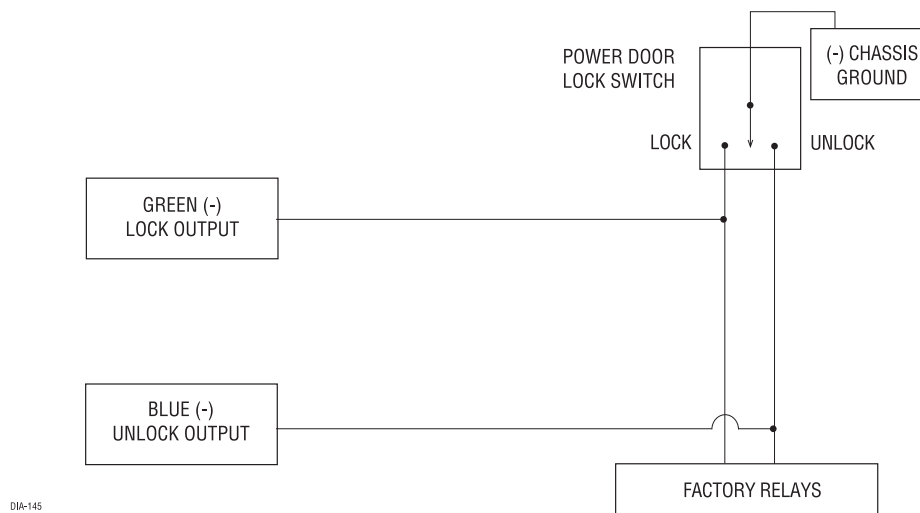 (-) CHASSIS
GROUND
POWER DOOR
LOCK SWITCH
LOCK
UNLOCK
GREEN (-)
LOCK OUTPUT
BLUE (-)
UNLOCK OUTPUT
FACTORY RELAYS
DIA-145